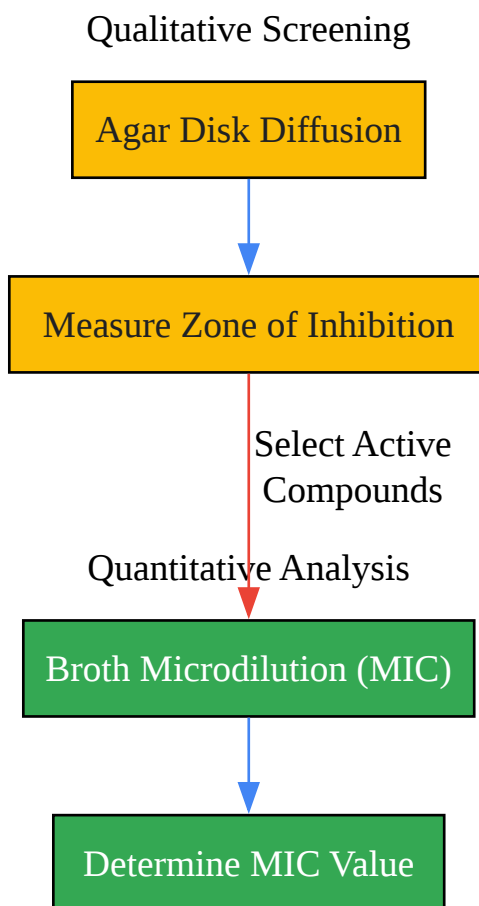 Qualitative Screening
Agar Disk Diffusion
Measure Zone of Inhibition
Select Active
Compounds
Quantitative Analysis
Broth Microdilution (MIC)
Determine MIC Value